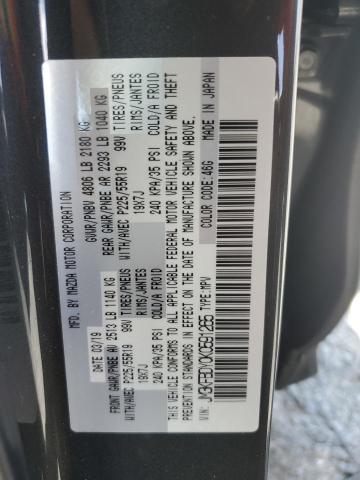 MFD. BY MAZDA MOTOR CORPORATION
DATE 03/19 GVWR/PNBV 4800 LB 2180 KG
FRONT GAWR/PNBE AV 2513 LB 1140 KG REAR GAWR/PNBE AR 2293 LB 1040 KG
WITH/AVEC P225/55R19 99V TIRES/PNEUS WITH/AVEC P225/55R19 99V TIRES/PNEUS
19X7J RIMS/JANTES 19X7J RIMS/JANTES
240 KPA/35 PSI COLD/A FROID 240 KPA/35 PSI COLD/A FROID
THIS VEHICLE CONFORMS TO ALL APPLICABLE FEDERAL MOTOR VEHICLE SAFETY AND
THEFT PREVENTION STANDARDS IN EFFECT ON THE DATE OF MANUFACTURE SHOWN ABOVE.
TYPE: MPV COLOR CODE: 46G MADE IN JAPAN